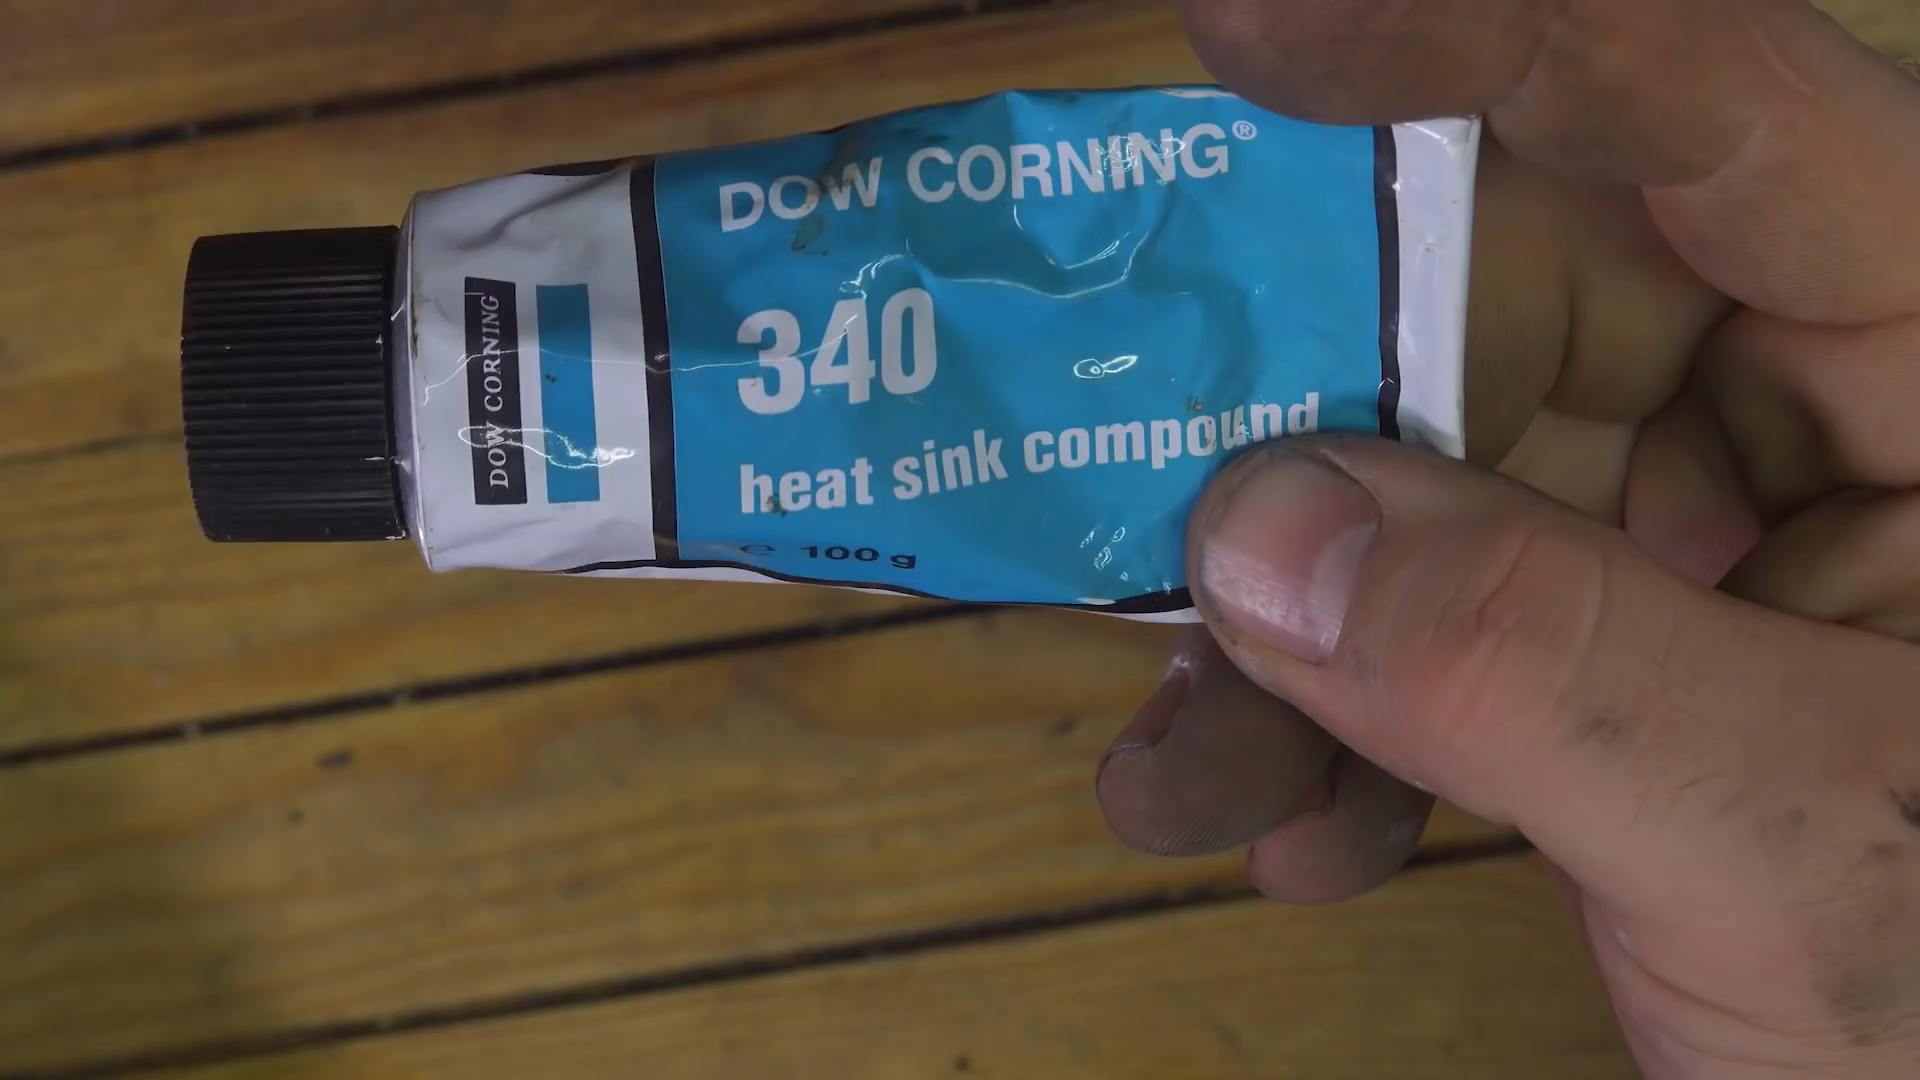 DOW CORNING
DOW CORNING®
340
heat sink compound
e 100 g